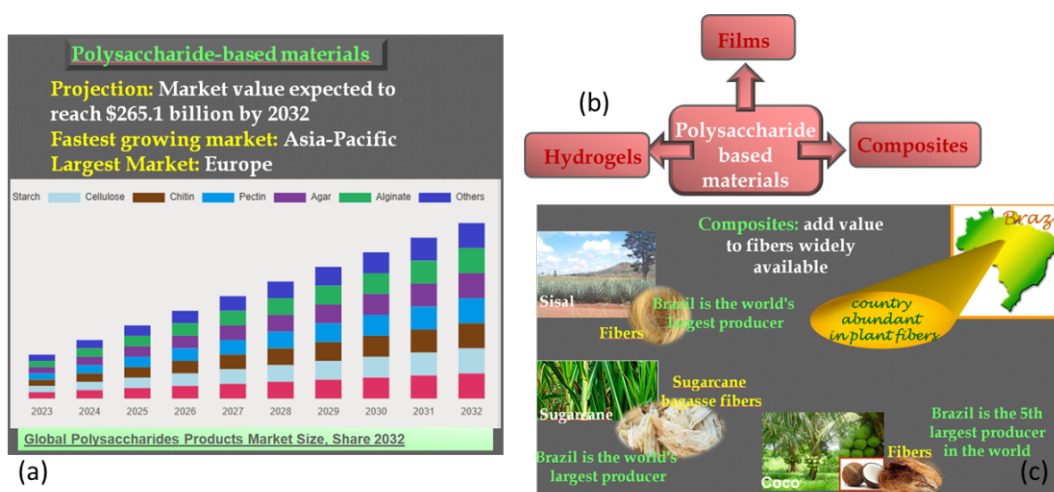 Polysaccharide-based materials
Projection: Market value expected to
reach $265.1 billion by 2032
Fastest growing market: Asia-Pacific
Largest Market: Europe
Starch Cellulose Chitin Pectin Agar Alginate Others
2023 2024 2025 2026 2027 2028 2029 2030 2031 2032
Global Polysaccharides Products Market Size, Share 2032
(a)
Films
(b)
Hydrogels
Polysaccharide
based
materials
Composites
Composites: add value
to fibers widely
available
country
abundant
in plant fibers
Sisal
Fibers
Brazil is the world's
largest producer
Sugarcane
Sugarcane
bagasse fibers
Brazil is the world's
largest producer
Coco
Fibers
Brazil is the 5th
largest producer
in the world
(c)